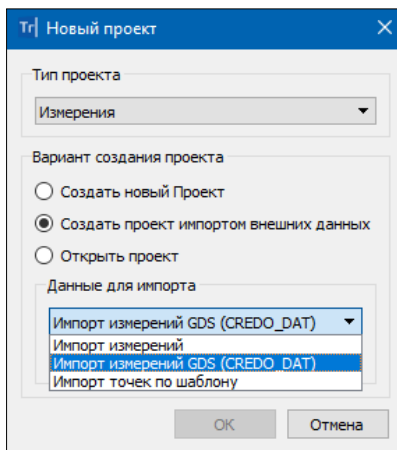 Tr Новый проект
Тип проекта
Измерения
Вариант создания проекта
Создать новый Проект
Создать проект импортом внешних данных
Открыть проект
Данные для импорта
Импорт измерений GDS (CREDO_DAT)
Импорт измерений
Импорт измерений GDS (CREDO_DAT)
Импорт точек по шаблону
OK Отмена